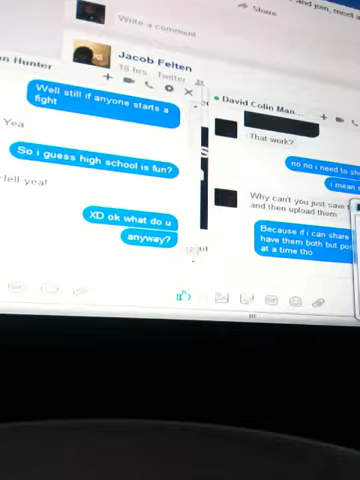 Share
and join, meet a
Write a comment
Jacob Felten
18 hrs Twitter
n Hunter
Well still if anyone starts a
fight
Yea
So i guess high school is fun?
fell yea!
XD ok what do u
anyway?
David Colin Man...
That work?
no no i need to sh
i mean
Why can't you just save
and then upload them
Because if i can share
have them both but po
at a time tho